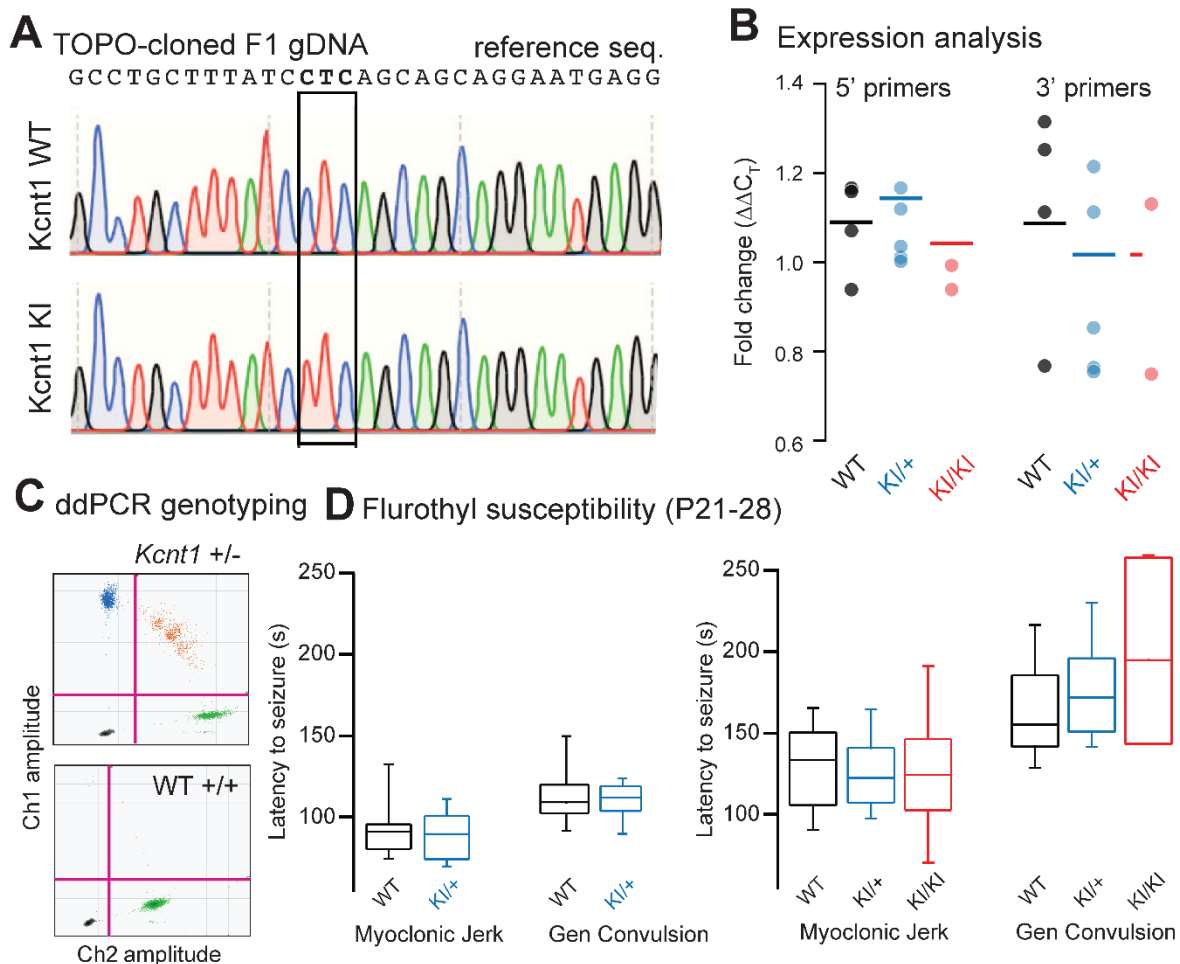 A TOPO-cloned F1 gDNA reference seq.
GCCTGCTTTATCCTCAGCAGCAGGAATGAGG
Kcnt1 WT
Kcnt1 KI
B Expression analysis
5' primers 3' primers
Fold change (ΔΔCT)
1.4
1.2
1.0
0.8
0.6
WT KI/+ KI/KI WT KI/+ KI/KI
C ddPCR genotyping
Kcnt1 +/-
WT +/+
Ch1 amplitude
Ch2 amplitude
D Flurothyl susceptibility (P21-28)
Latency to seizure (s)
250
200
150
100
WT KI/+ WT KI/+
Myoclonic Jerk Gen Convulsion
Latency to seizure (s)
250
200
150
100
WT KI/+ KI/KI WT KI/+ KI/KI
Myoclonic Jerk Gen Convulsion